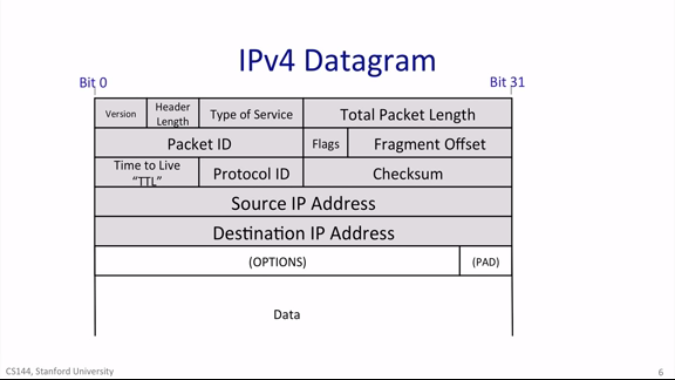 IPv4 Datagram
Bit 0
Bit 31
Version
Header
Length
Type of Service
Total Packet Length
Packet ID
Flags
Fragment Offset
Time to Live
“TTL”
Protocol ID
Checksum
Source IP Address
Destination IP Address
(OPTIONS)
(PAD)
Data
CS144, Stanford University
6